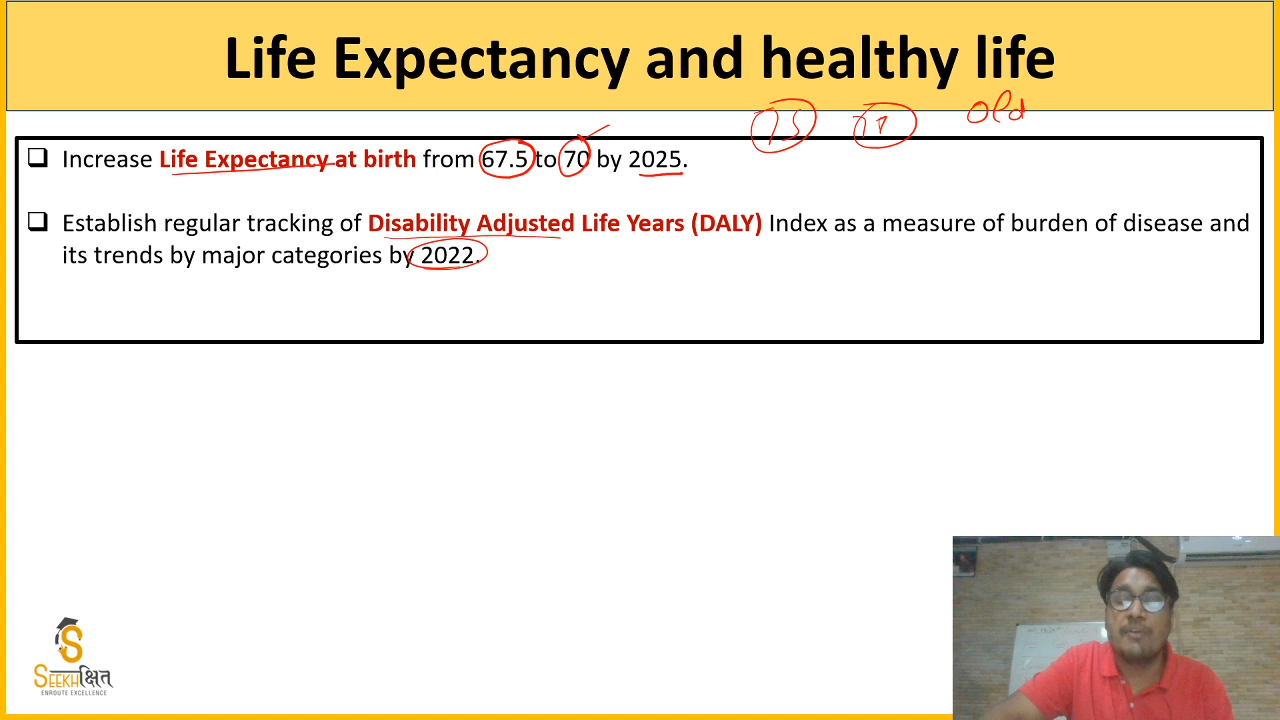 Life Expectancy and healthy life
old
Increase Life Expectancy at birth from 67.5 to 70 by 2025.
Establish regular tracking of Disability Adjusted Life Years (DALY) Index as a measure of burden of disease and
its trends by major categories by 2022.
SEEKHक्षित
ENROUTE EXCELLENCE